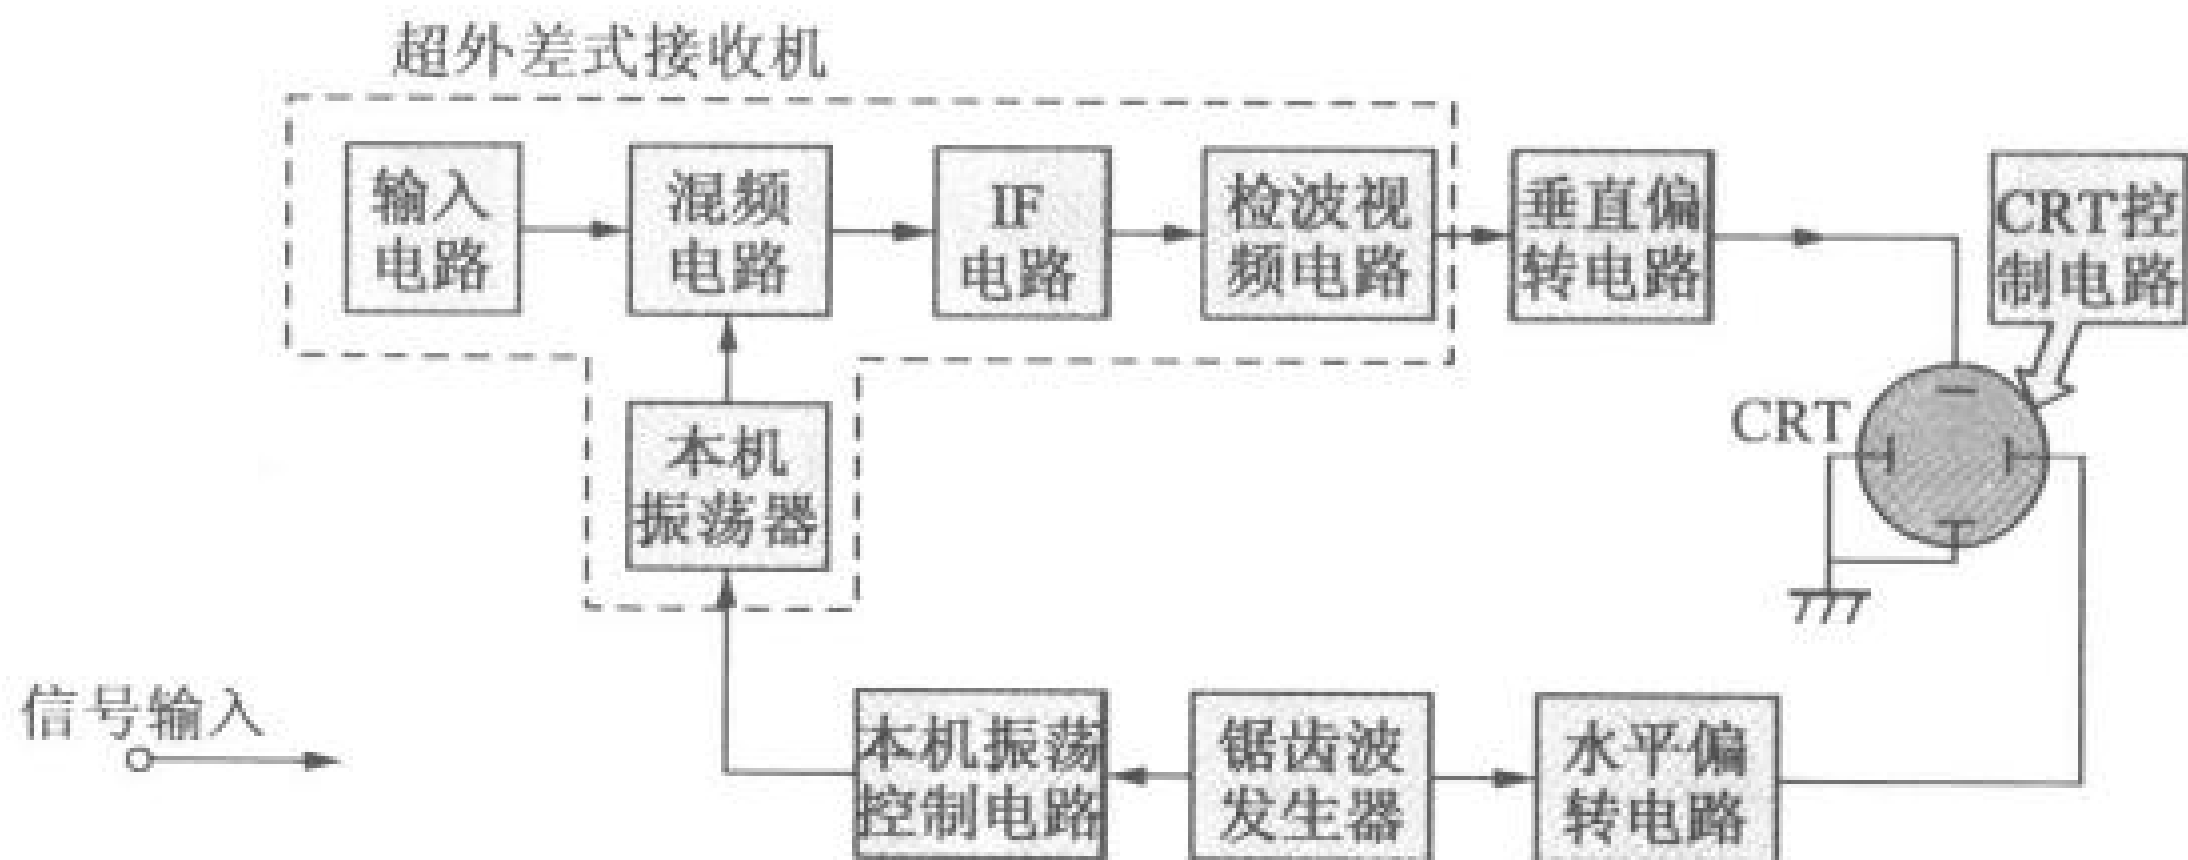 超外差式接收机
输入
电路
混频
电路
IF
电路
检波视
频电路
垂直偏
转电路
CRT控
制电路
CRT
本机
振荡器
信号输入
本机振荡
控制电路
锯齿波
发生器
水平偏
转电路